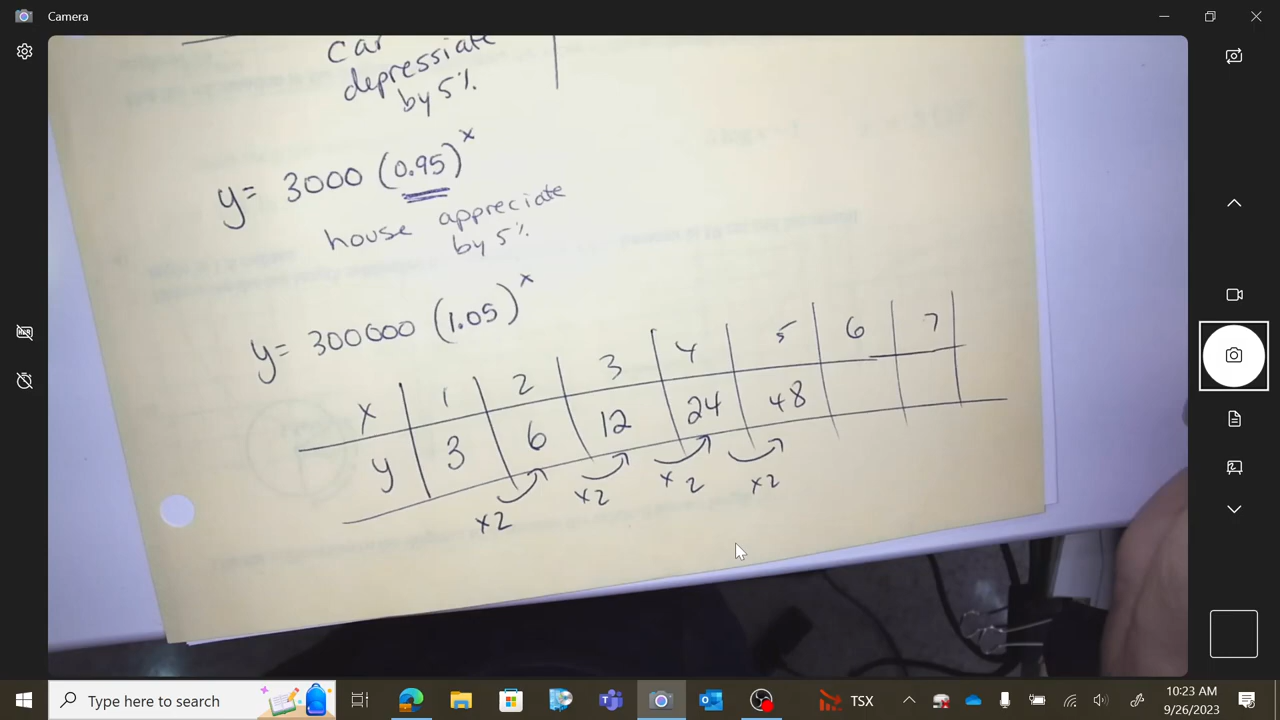 Camera
car
depressiate
by 5%
y= 3000 (0.95)^x
house appreciate
by 5%
y= 300000 (1.05)^x
x 1 2 3 4 5 6 7
y 3 6 12 24 48
x2 x2 x2 x2
Type here to search
TSX
10:23 AM
9/26/2023